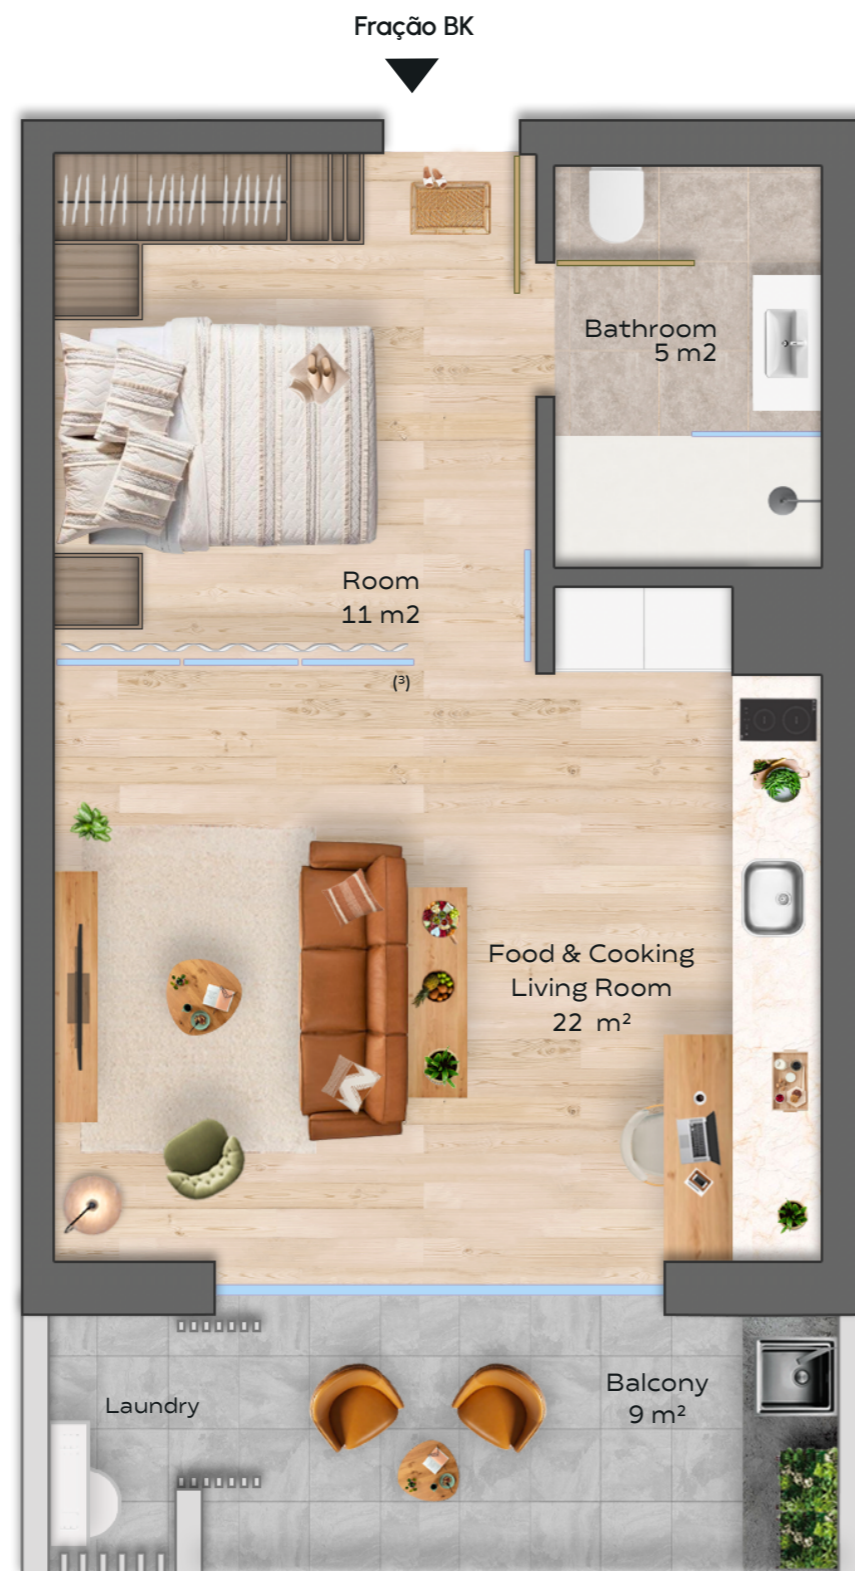 Fração BK
Bathroom
5 m2
Room
11 m2
(³)
Food & Cooking
Living Room
22 m²
Balcony
9 m²
Laundry